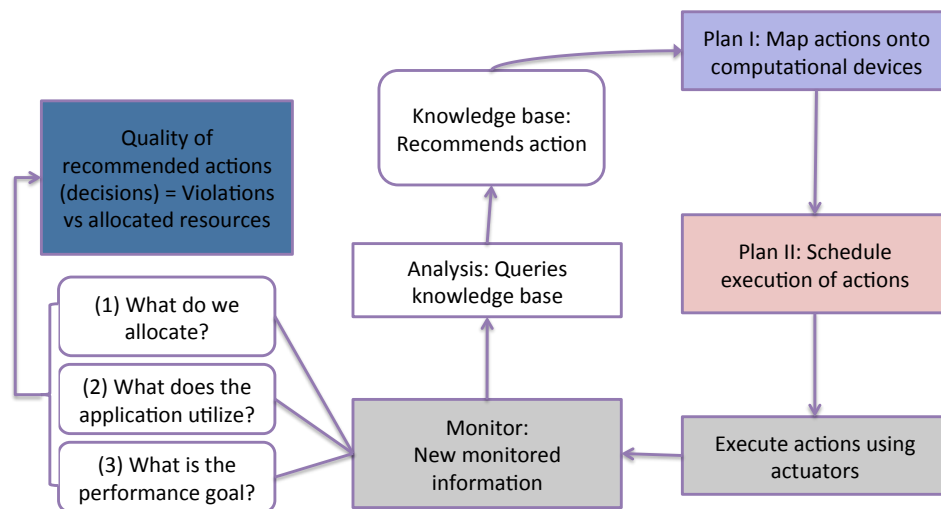 Plan I: Map actions onto
computational devices
Knowledge base:
Recommends action
Quality of
recommended actions
(decisions) = Violations
vs allocated resources
Plan II: Schedule
execution of actions
Analysis: Queries
knowledge base
(1) What do we
allocate?
(2) What does the
application utilize?
(3) What is the
performance goal?
Monitor:
New monitored
information
Execute actions using
actuators